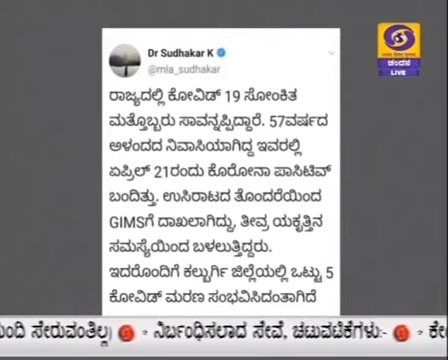 Dr Sudhakar K
@mla_sudhakar
ರಾಜ್ಯದಲ್ಲಿ ಕೋವಿಡ್ 19 ಸೋಂಕಿತ
ಮತ್ತೊಬ್ಬರು ಸಾವನ್ನಪ್ಪಿದ್ದಾರೆ. 57ವರ್ಷದ
ಅಳಂದದ ನಿವಾಸಿಯಾಗಿದ್ದ ಇವರಲ್ಲಿ
ಏಪ್ರಿಲ್ 21ರಂದು ಕೊರೋನಾ ಪಾಸಿಟಿವ್
ಬಂದಿತ್ತು. ಉಸಿರಾಟದ ತೊಂದರೆಯಿಂದ
GIMSಗೆ ದಾಖಲಾಗಿದ್ದು, ತೀವ್ರ ಯಕೃತ್ತಿನ
ಸಮಸ್ಯೆಯಿಂದ ಬಳಲುತ್ತಿದ್ದರು.
ಇದರೊಂದಿಗೆ ಕಲ್ಬುರ್ಗಿ ಜಿಲ್ಲೆಯಲ್ಲಿ ಒಟ್ಟು 5
ಕೋವಿಡ್ ಮರಣ ಸಂಭವಿಸಿದಂತಾಗಿದೆ
ಚಂದನ
LIVE
ಮಂದಿ ಸೇರುವಂತಿಲ್ಲ) * ನಿರ್ಬಂಧಿಸಲಾದ ಸೇವೆ, ಚಟುವಟಿಕೆಗಳು:- * ಕೇ